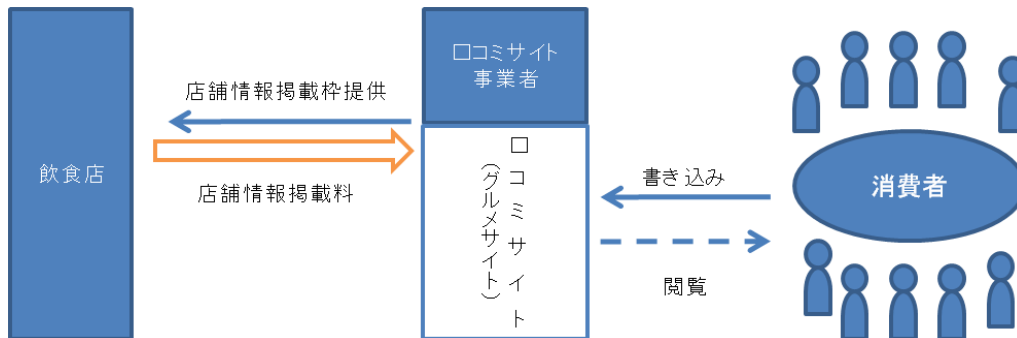 飲食店
店舗情報掲載枠提供
店舗情報掲載料
口コミサイト
事業者
口コミサイト
(グルメサイト)
書き込み
閲覧
消費者